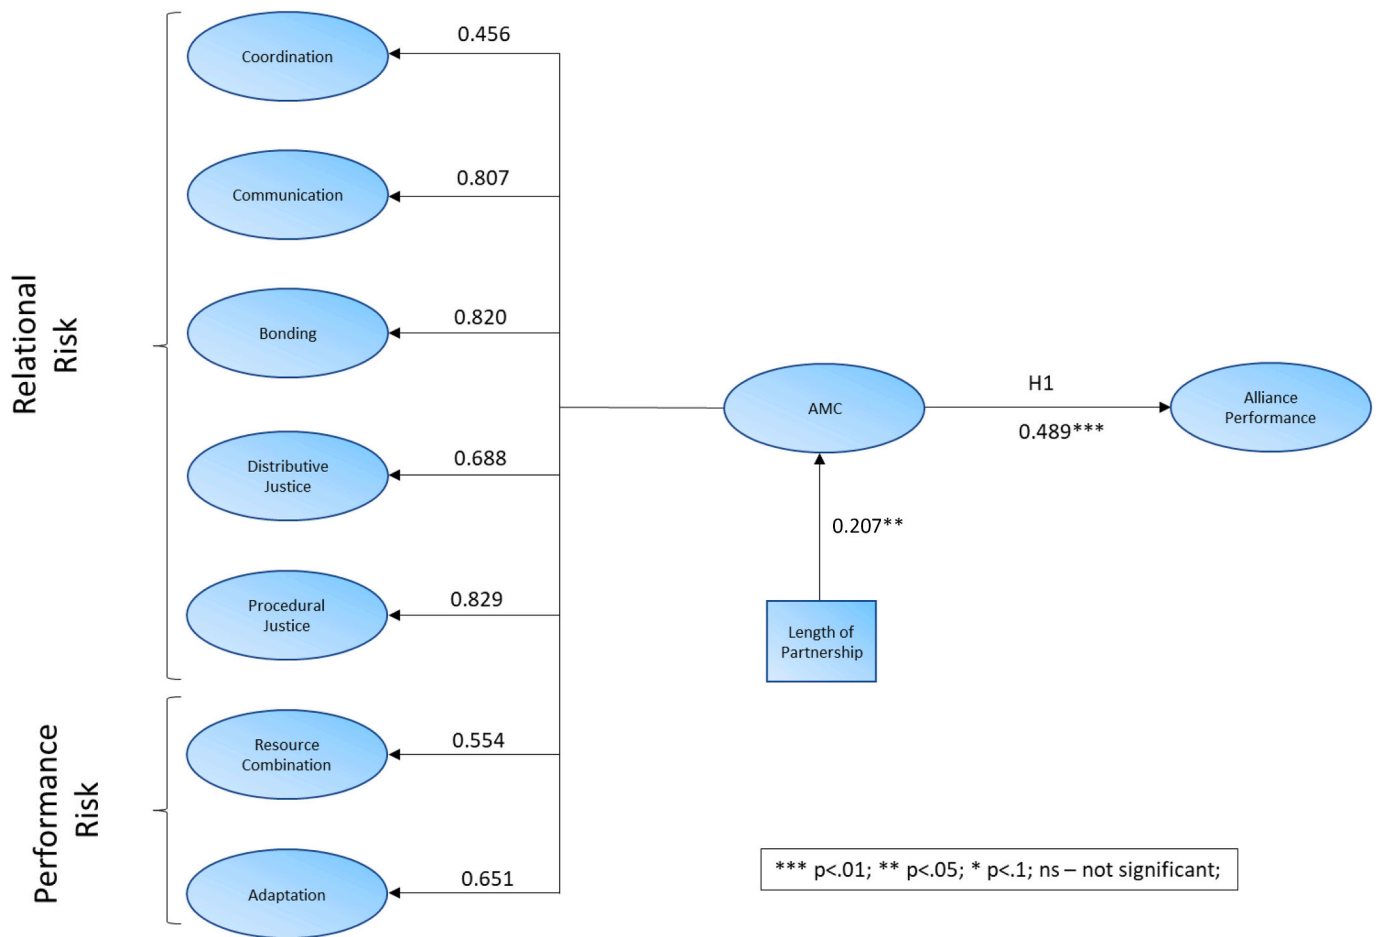 Relational
Risk
Coordination
0.456
Communication
0.807
Bonding
0.820
Distributive
Justice
0.688
Procedural
Justice
0.829
Performance
Risk
Resource
Combination
0.554
Adaptation
0.651
AMC
H1
0.489***
Alliance
Performance
0.207**
Length of
Partnership
*** p<.01; ** p<.05; * p<.1; ns – not significant;